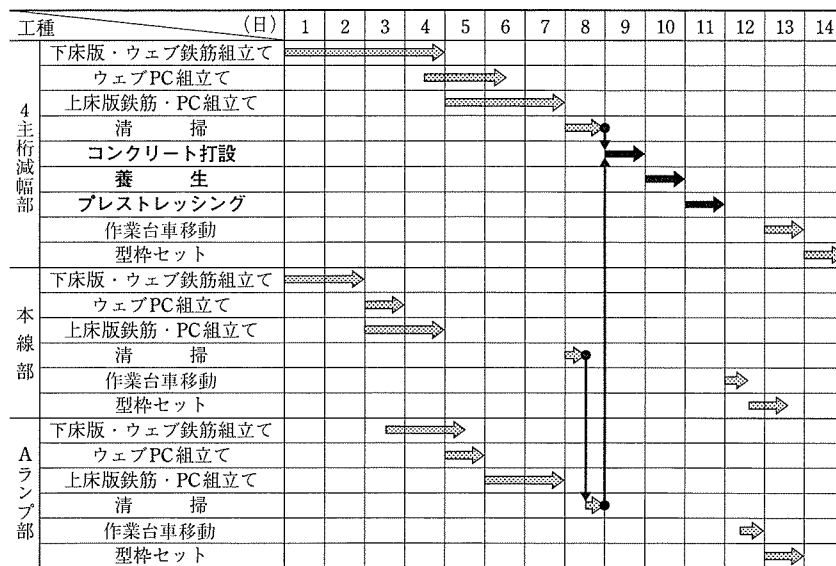 工種 (日) 1 2 3 4 5 6 7 8 9 10 11 12 13 14
4主桁減幅部
下床版・ウェブ鉄筋組立て
ウェブPC組立て
上床版鉄筋・PC組立て
清 掃
コンクリート打設
養 生
プレストレッシング
作業台車移動
型枠セット
本線部
下床版・ウェブ鉄筋組立て
ウェブPC組立て
上床版鉄筋・PC組立て
清 掃
作業台車移動
型枠セット
Aランプ部
下床版・ウェブ鉄筋組立て
ウェブPC組立て
上床版鉄筋・PC組立て
清 掃
作業台車移動
型枠セット